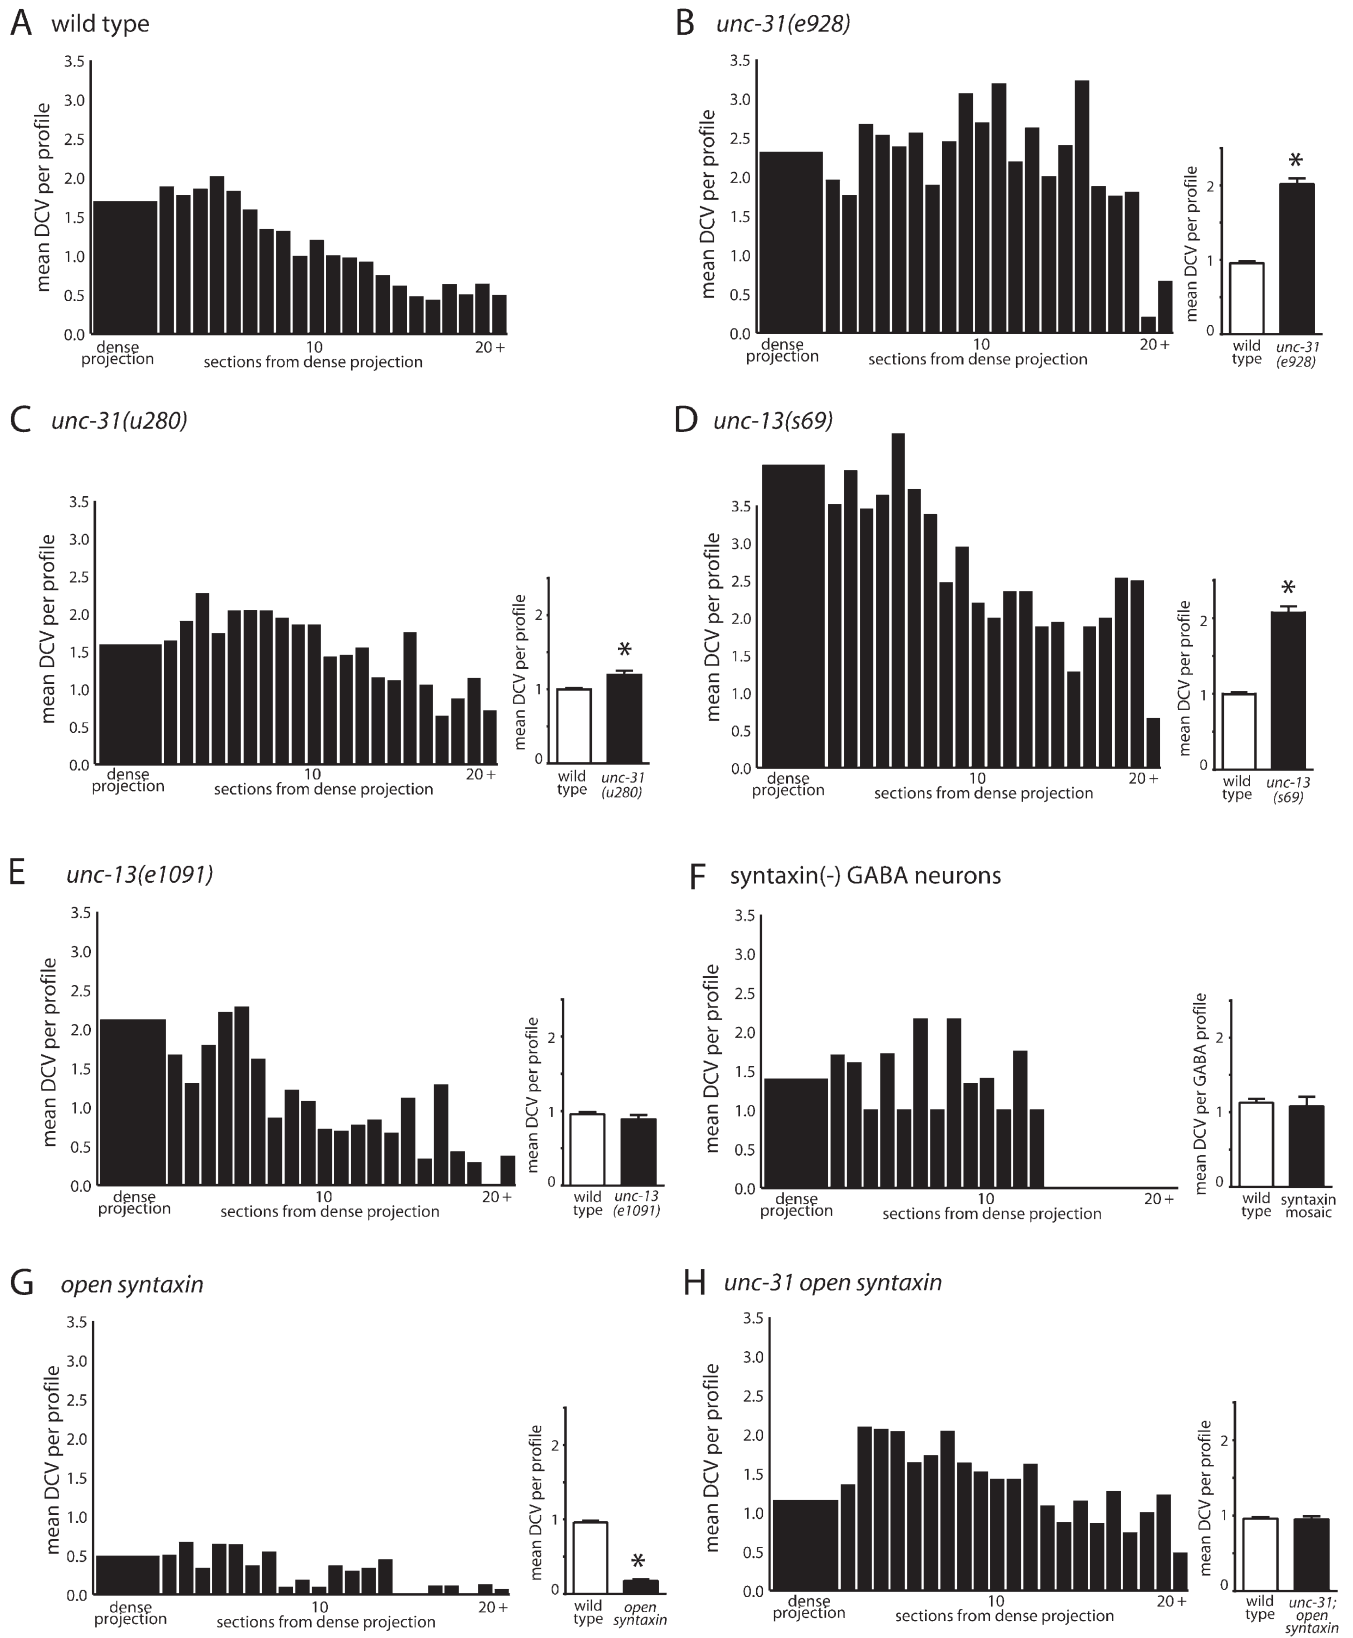 A wild type
3.5
3.0
2.5
2.0
1.5
1.0
0.5
0.0
mean DCV per profile
dense
projection
10
20 +
sections from dense projection
B unc-31(e928)
3.5
3.0
2.5
2.0
1.5
1.0
0.5
0.0
mean DCV per profile
dense
projection
10
20 +
sections from dense projection
*
2
1
0
mean DCV per profile
wild
type
unc-31
(e928)
C unc-31(u280)
3.5
3.0
2.5
2.0
1.5
1.0
0.5
0.0
mean DCV per profile
dense
projection
10
20 +
sections from dense projection
*
2
1
0
mean DCV per profile
wild
type
unc-31
(u280)
D unc-13(s69)
3.5
3.0
2.5
2.0
1.5
1.0
0.5
0.0
mean DCV per profile
dense
projection
10
20 +
sections from dense projection
*
2
1
0
mean DCV per profile
wild
type
unc-13
(s69)
E unc-13(e1091)
3.5
3.0
2.5
2.0
1.5
1.0
0.5
0.0
mean DCV per profile
dense
projection
10
20 +
sections from dense projection
2
1
0
mean DCV per profile
wild
type
unc-13
(e1091)
F syntaxin(-) GABA neurons
3.5
3.0
2.5
2.0
1.5
1.0
0.5
0.0
mean DCV per profile
dense
projection
10
20 +
sections from dense projection
2
1
0
mean DCV per GABA profile
wild
type
syntaxin
mosaic
G open syntaxin
3.5
3.0
2.5
2.0
1.5
1.0
0.5
0.0
mean DCV per profile
dense
projection
10
20 +
sections from dense projection
*
2
1
0
mean DCV per profile
wild
type
open
syntaxin
H unc-31 open syntaxin
3.5
3.0
2.5
2.0
1.5
1.0
0.5
0.0
mean DCV per profile
dense
projection
10
20 +
sections from dense projection
2
1
0
mean DCV per profile
wild
type
unc-31;
open
syntaxin